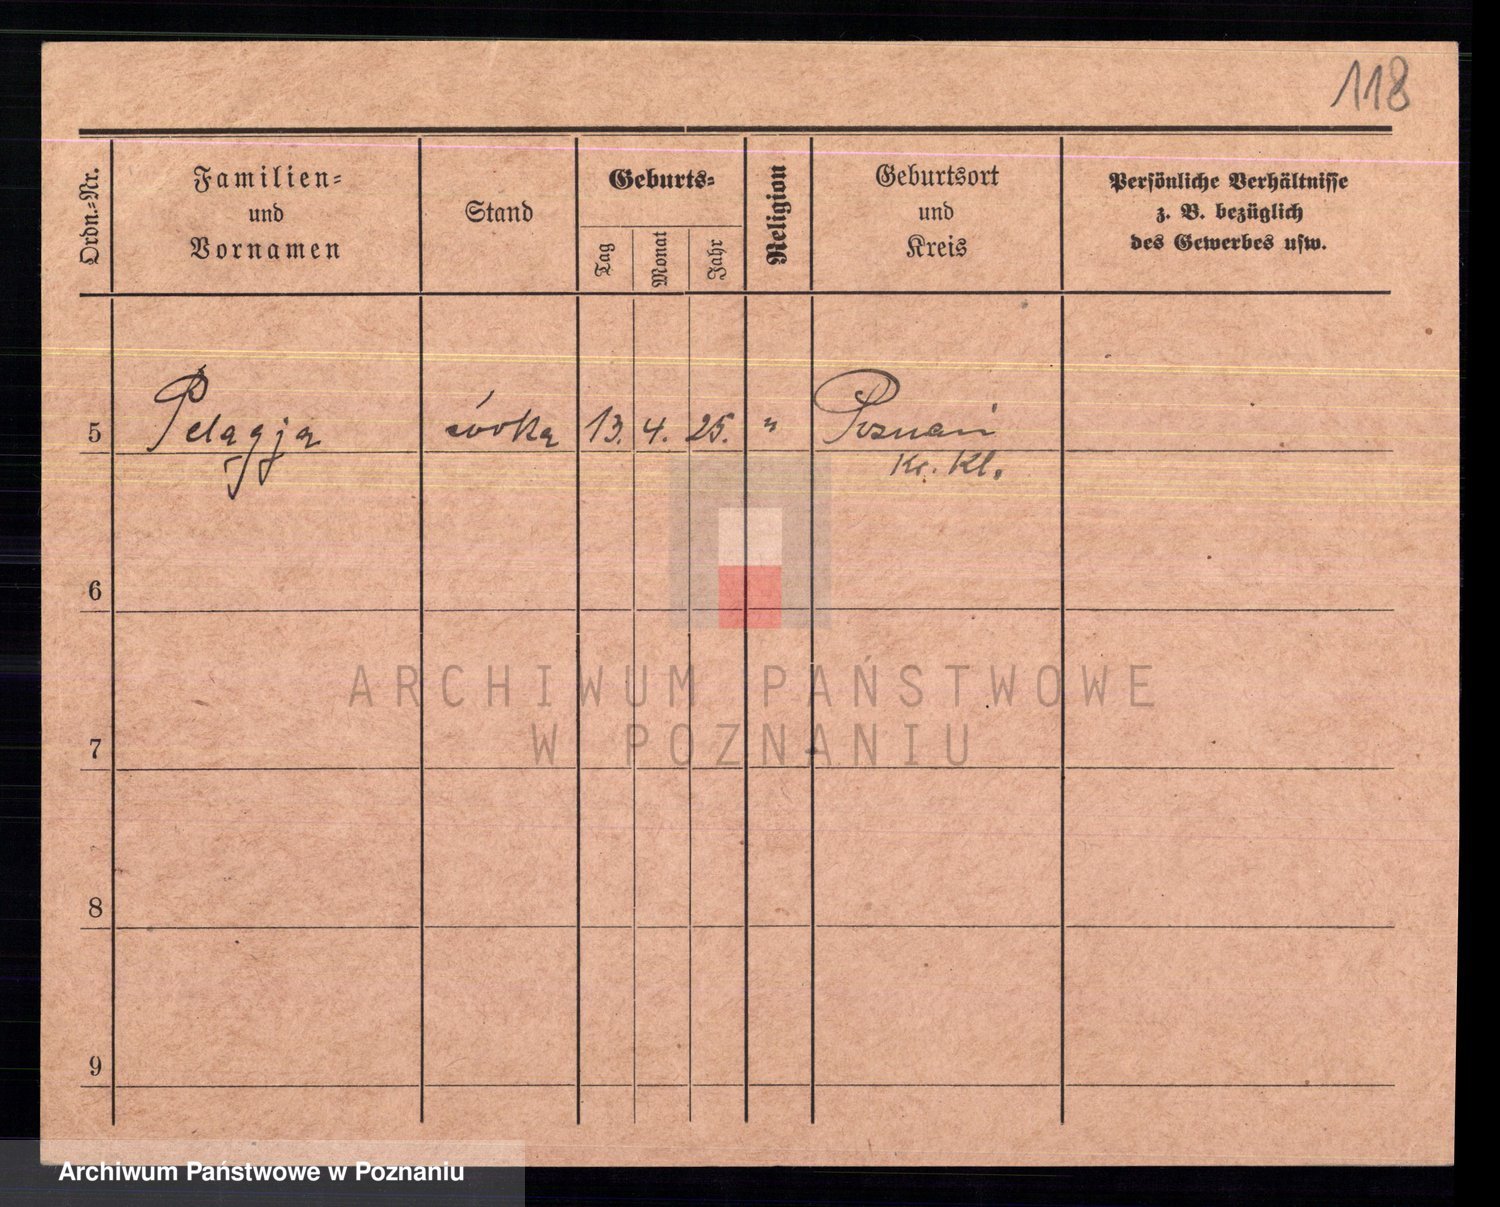 118
Ordn.-Nr.
Familien-
und
Vornamen
Stand
Geburts-
Tag
Monat
Jahr
Religion
Geburtsort
und
Kreis
Persönliche Verhältnisse
z. B. bezüglich
des Gewerbes usw.
5 Pelagja córka 13. 4. 25. " Poznań
Kr. Kl.
6
7
8
9
ARCHIWUM PAŃSTWOWE
W POZNANIU
Archiwum Państwowe w Poznaniu